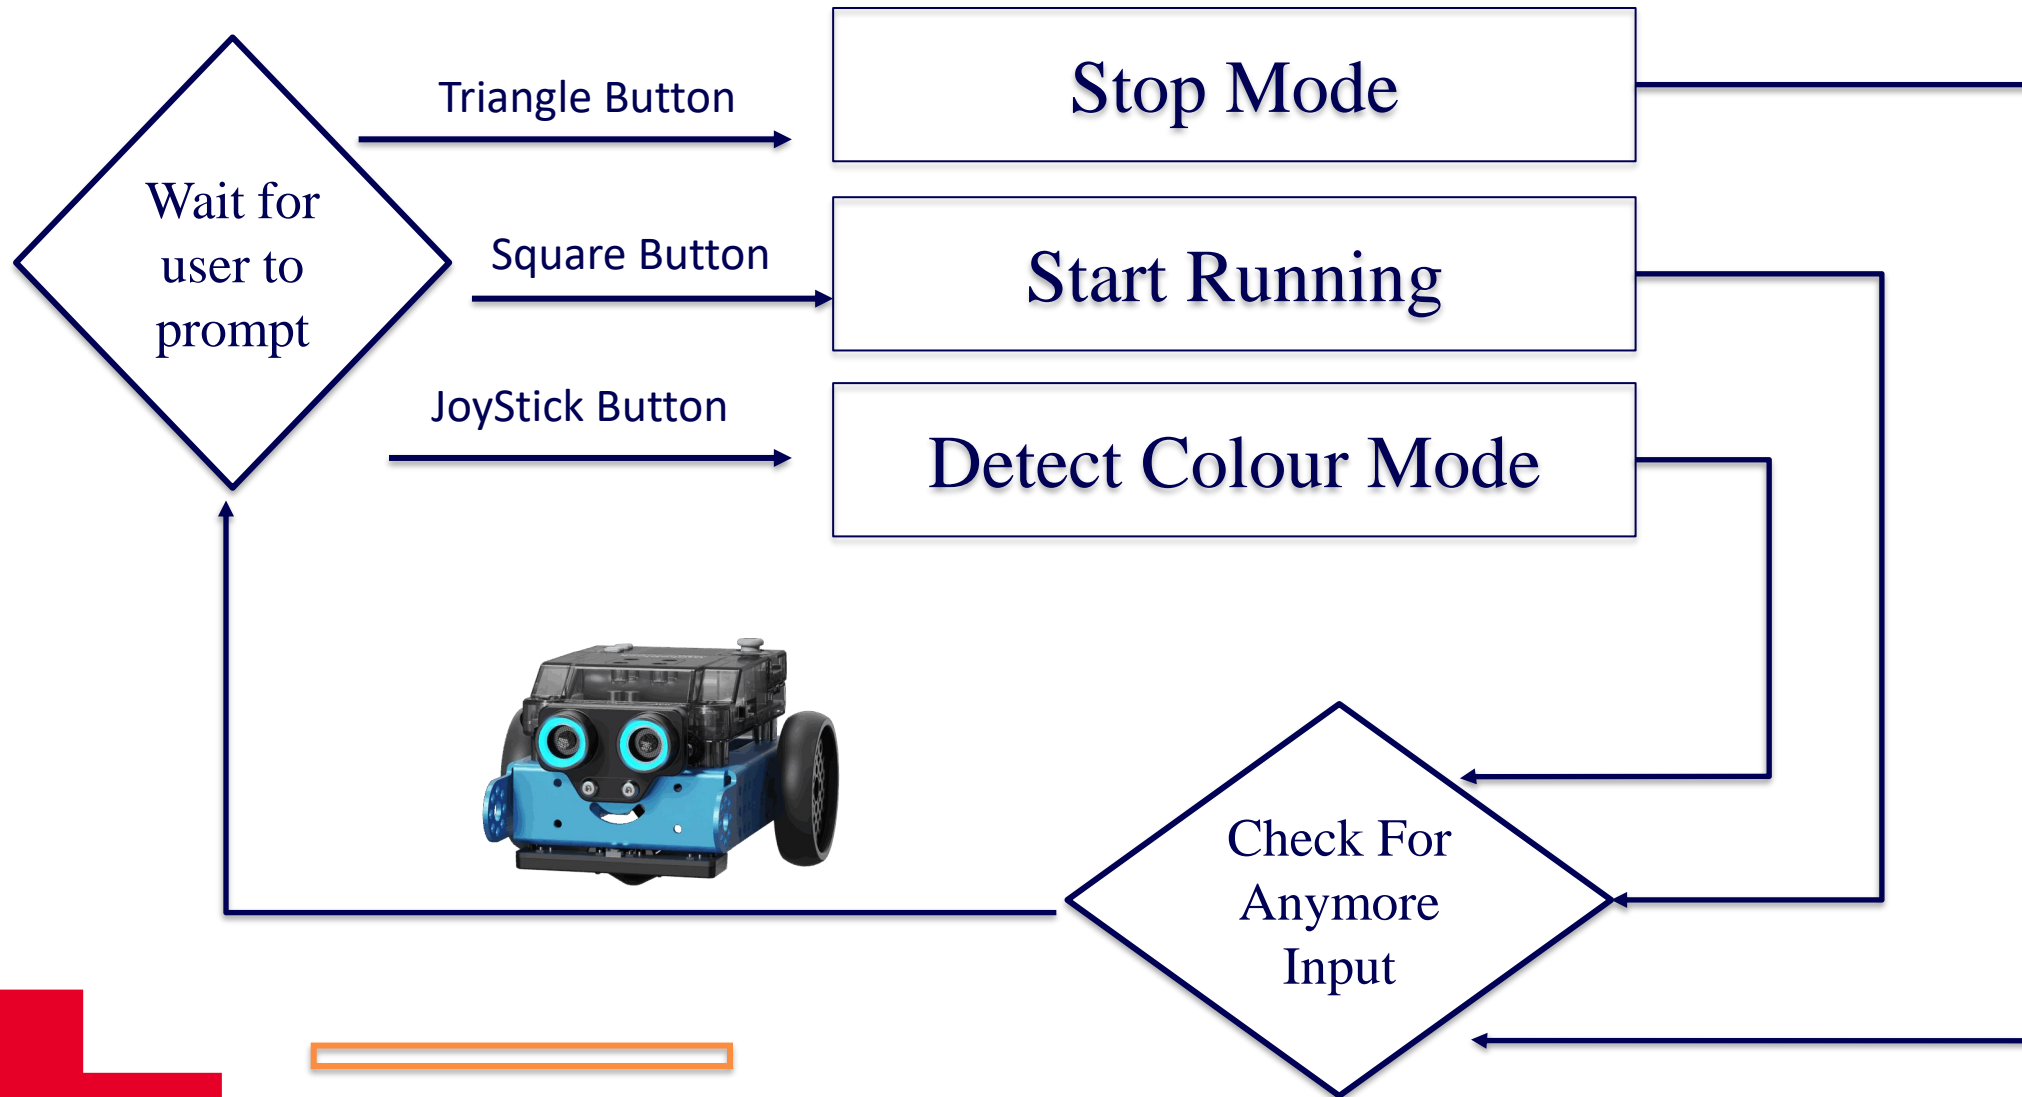 Triangle Button
Stop Mode
Wait for
user to
prompt
Square Button
Start Running
JoyStick Button
Detect Colour Mode
Check For
Anymore
Input